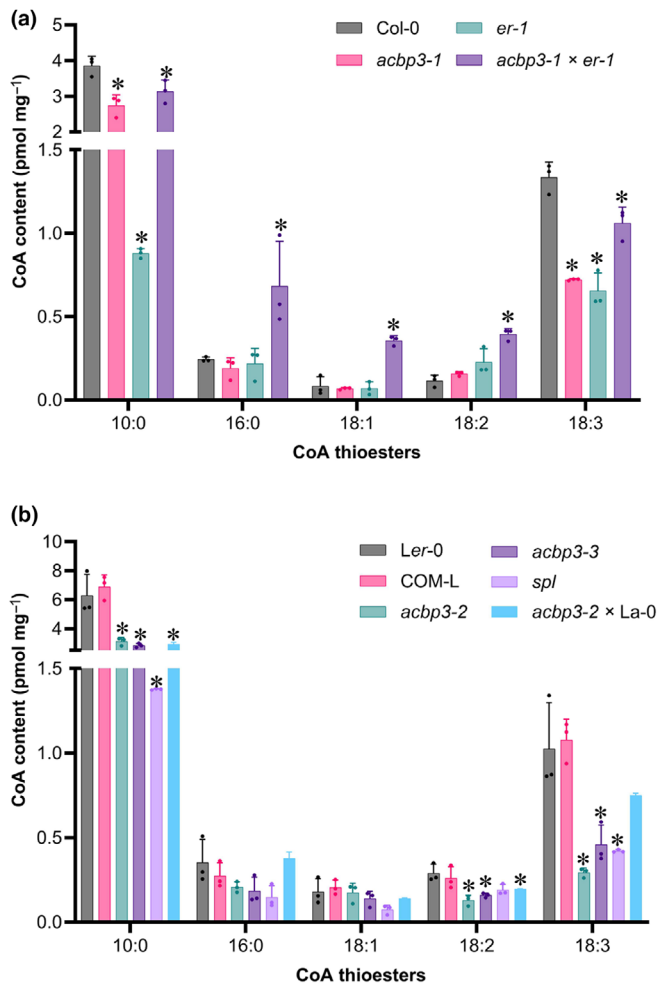 (a)
Col-0
er-1
acbp3-1
acbp3-1 × er-1
CoA content (pmol mg⁻¹)
5
4
3
2
1.5
1.0
0.5
0.0
* * * * * * * * *
10:0 16:0 18:1 18:2 18:3
CoA thioesters
(b)
Ler-0
acbp3-3
COM-L
spl
acbp3-2
acbp3-2 × La-0
CoA content (pmol mg⁻¹)
10
8
6
4
1.5
1.0
0.5
0.0
* * * * * * * * * *
10:0 16:0 18:1 18:2 18:3
CoA thioesters